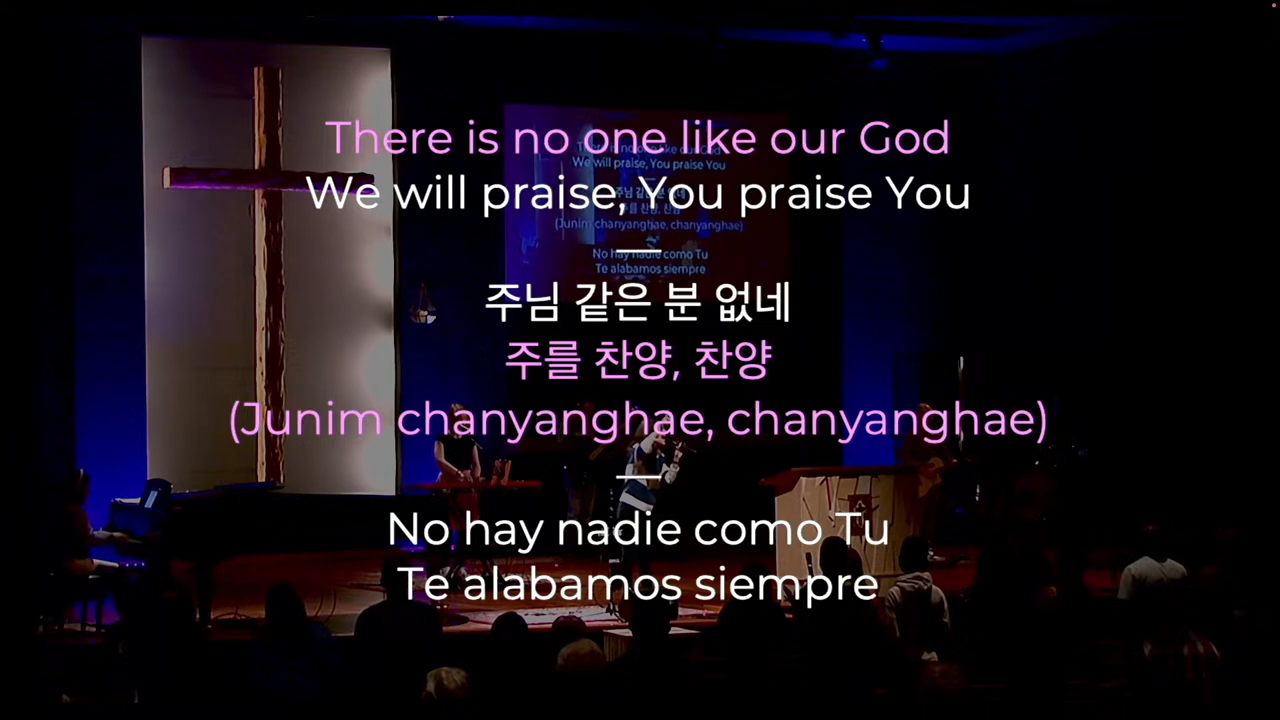 There is no one like our God
We will praise, You praise You
주님 같은 분 없네
주를 찬양, 찬양
(Junim chanyanghae, chanyanghae)
No hay nadie como Tu
Te alabamos siempre